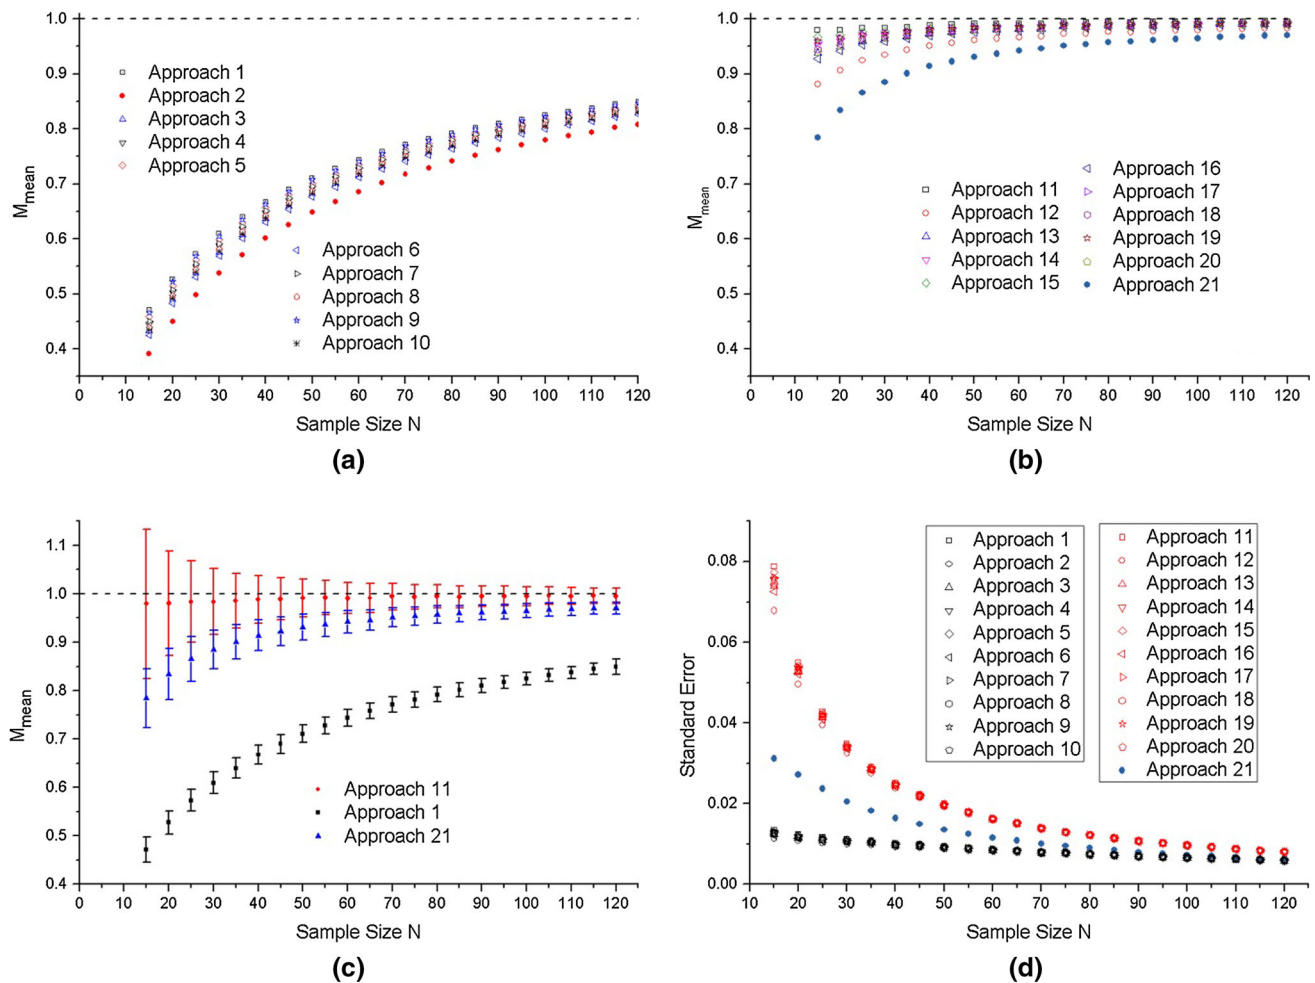 1.0
0.9
0.8
0.7
0.6
0.5
0.4
M_mean
Approach 1
Approach 2
Approach 3
Approach 4
Approach 5
Approach 6
Approach 7
Approach 8
Approach 9
Approach 10
0 10 20 30 40 50 60 70 80 90 100 110 120
Sample Size N
(a)
1.0
0.9
0.8
0.7
0.6
0.5
0.4
M_mean
Approach 11
Approach 12
Approach 13
Approach 14
Approach 15
Approach 16
Approach 17
Approach 18
Approach 19
Approach 20
Approach 21
0 10 20 30 40 50 60 70 80 90 100 110 120
Sample Size N
(b)
1.1
1.0
0.9
0.8
0.7
0.6
0.5
0.4
M_mean
Approach 11
Approach 1
Approach 21
0 10 20 30 40 50 60 70 80 90 100 110 120
Sample Size N
(c)
0.08
0.06
0.04
0.02
0.00
Standard Error
Approach 1
Approach 2
Approach 3
Approach 4
Approach 5
Approach 6
Approach 7
Approach 8
Approach 9
Approach 10
Approach 11
Approach 12
Approach 13
Approach 14
Approach 15
Approach 16
Approach 17
Approach 18
Approach 19
Approach 20
Approach 21
10 20 30 40 50 60 70 80 90 100 110 120
Sample Size N
(d)